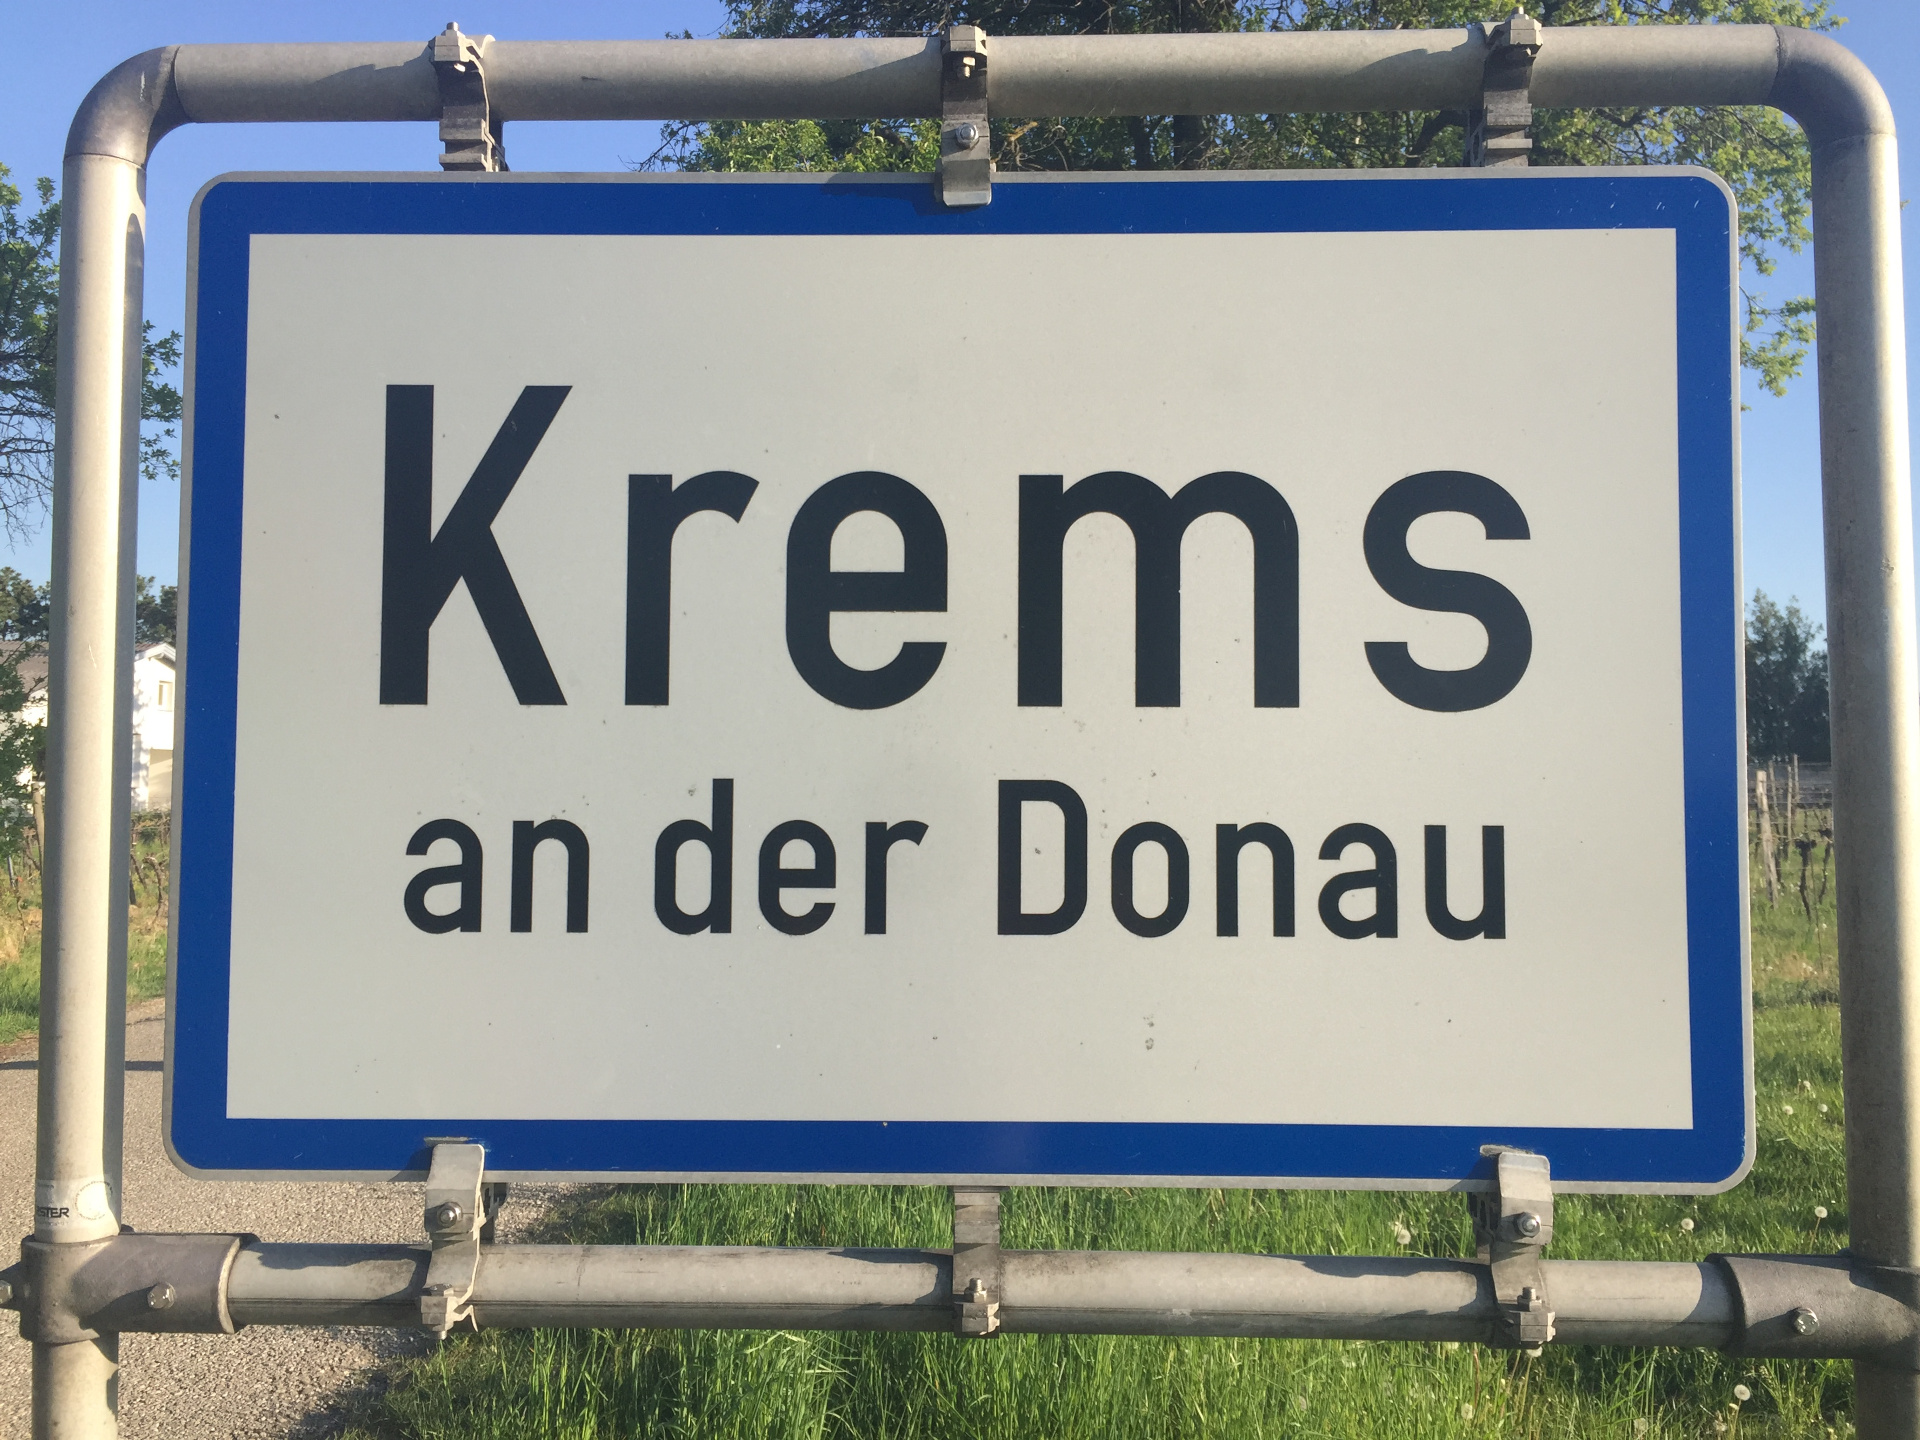 Krems
an der Donau